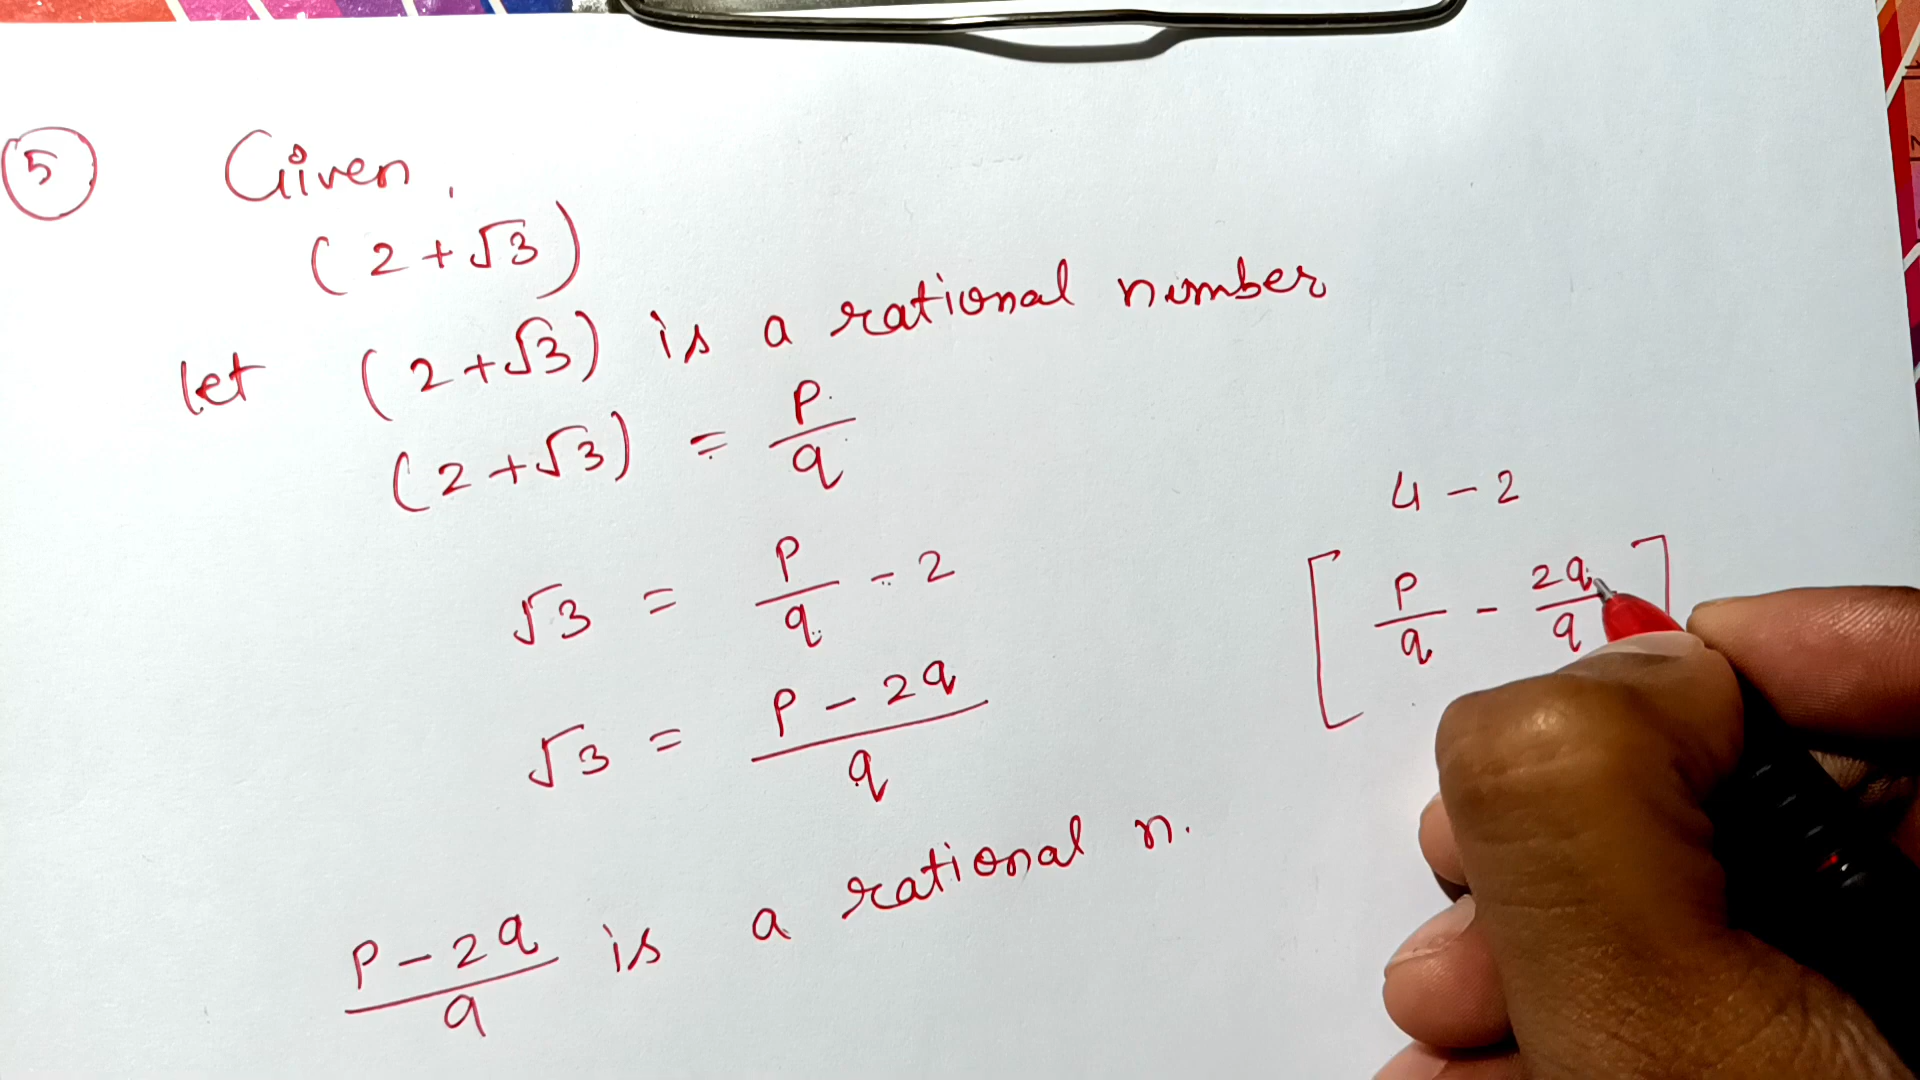 5 Given,
(2+√3)
let (2+√3) is a rational number
(2+√3) = p/q
√3 = p/q - 2
√3 = p-2q/q
p-2q/q is a rational n.
4-2
[p/q - 2q/q]